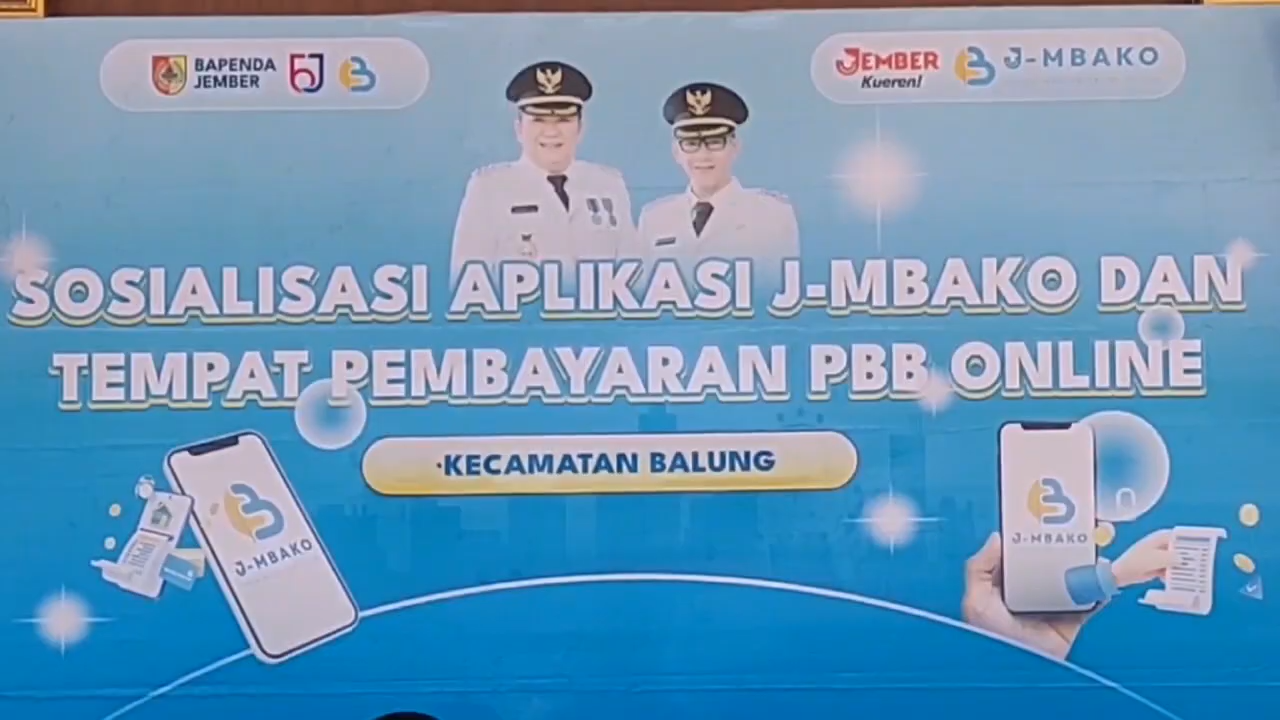 BAPENDA
JEMBER
JEMBER
Kueren!
J-MBAKO
SOSIALISASI APLIKASI J-MBAKO DAN
TEMPAT PEMBAYARAN PBB ONLINE
·KECAMATAN BALUNG
J-MBAKO
J-MBAKO